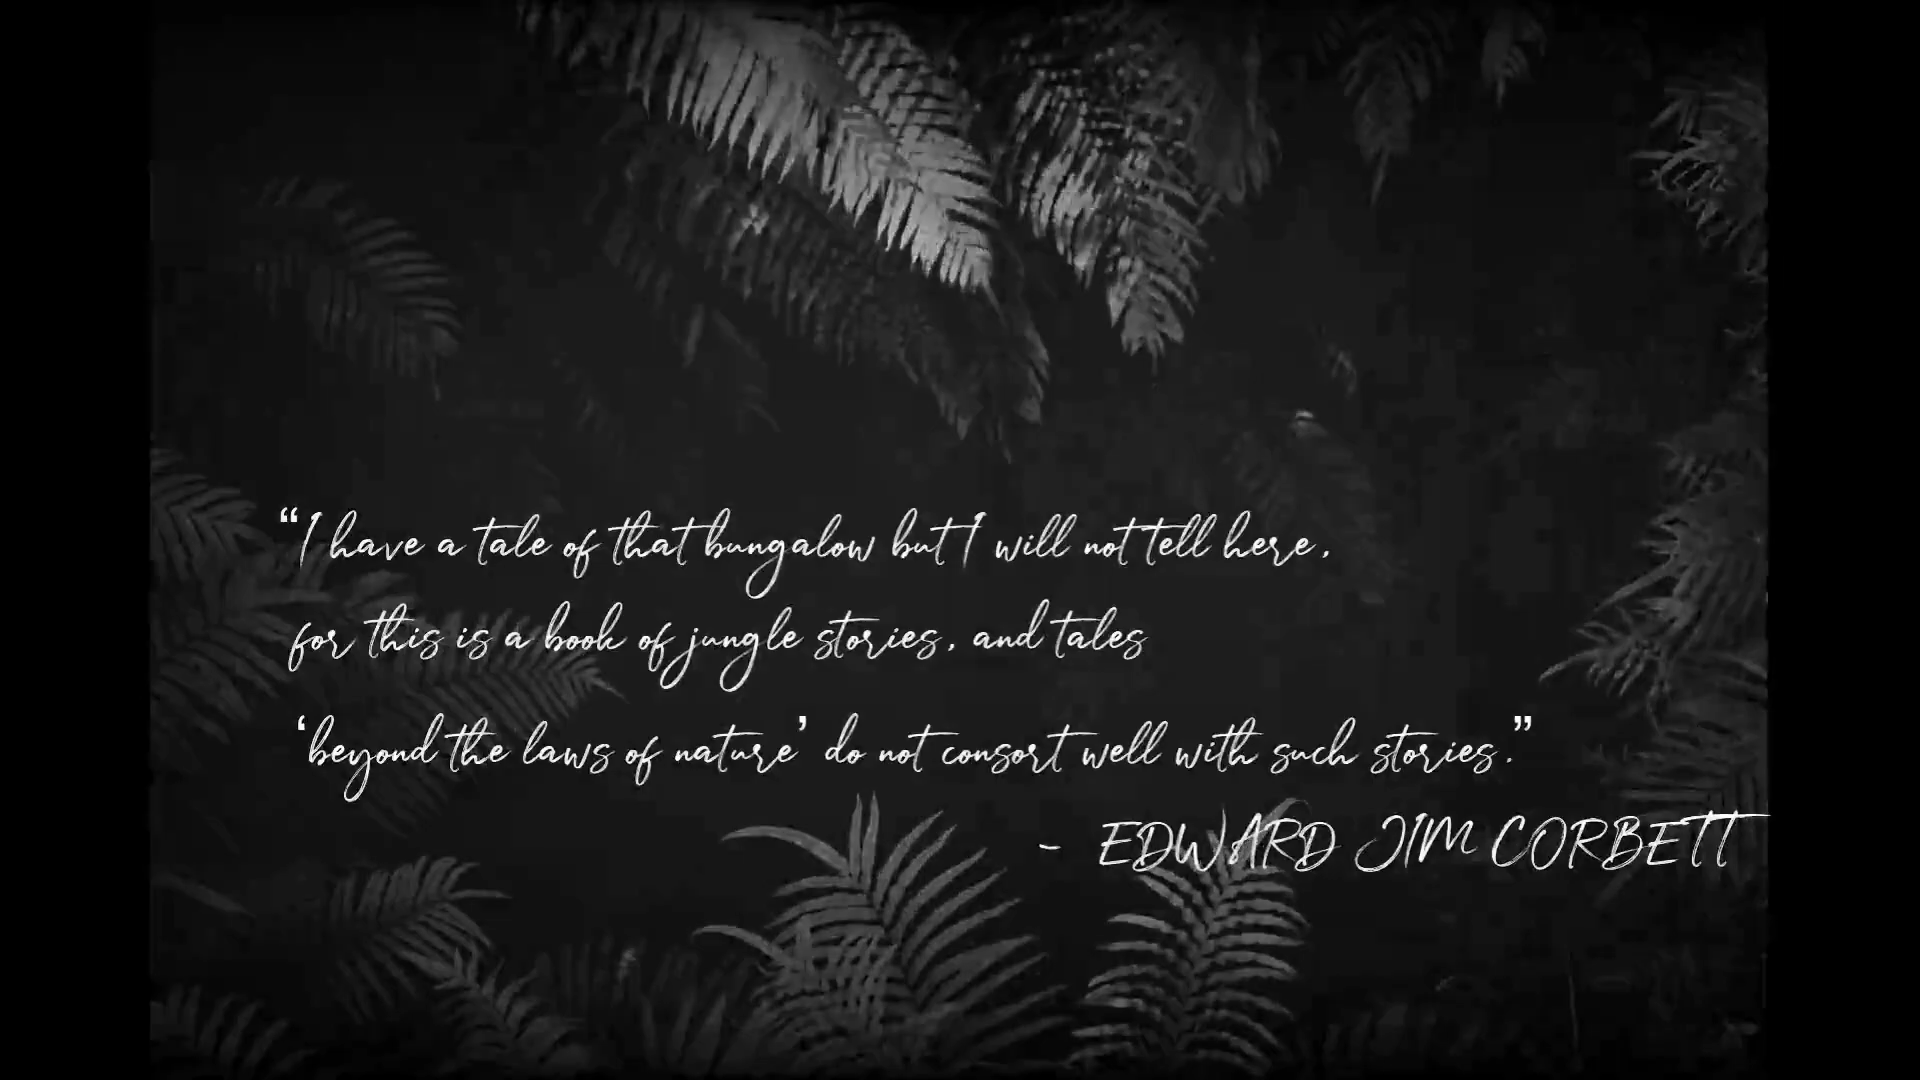 “I have a tale of that bungalow but I will not tell here,
for this is a book of jungle stories, and tales
‘beyond the laws of nature’ do not consort well with such stories.”
- EDWARD JIM CORBETT